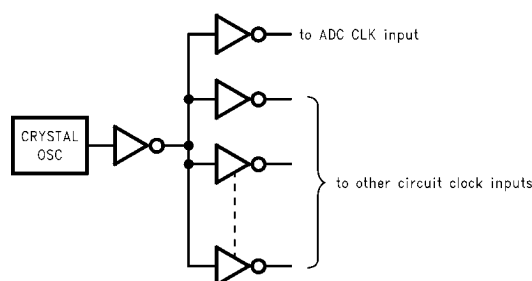 to ADC CLK input
CRYSTAL
OSC
to other circuit clock inputs